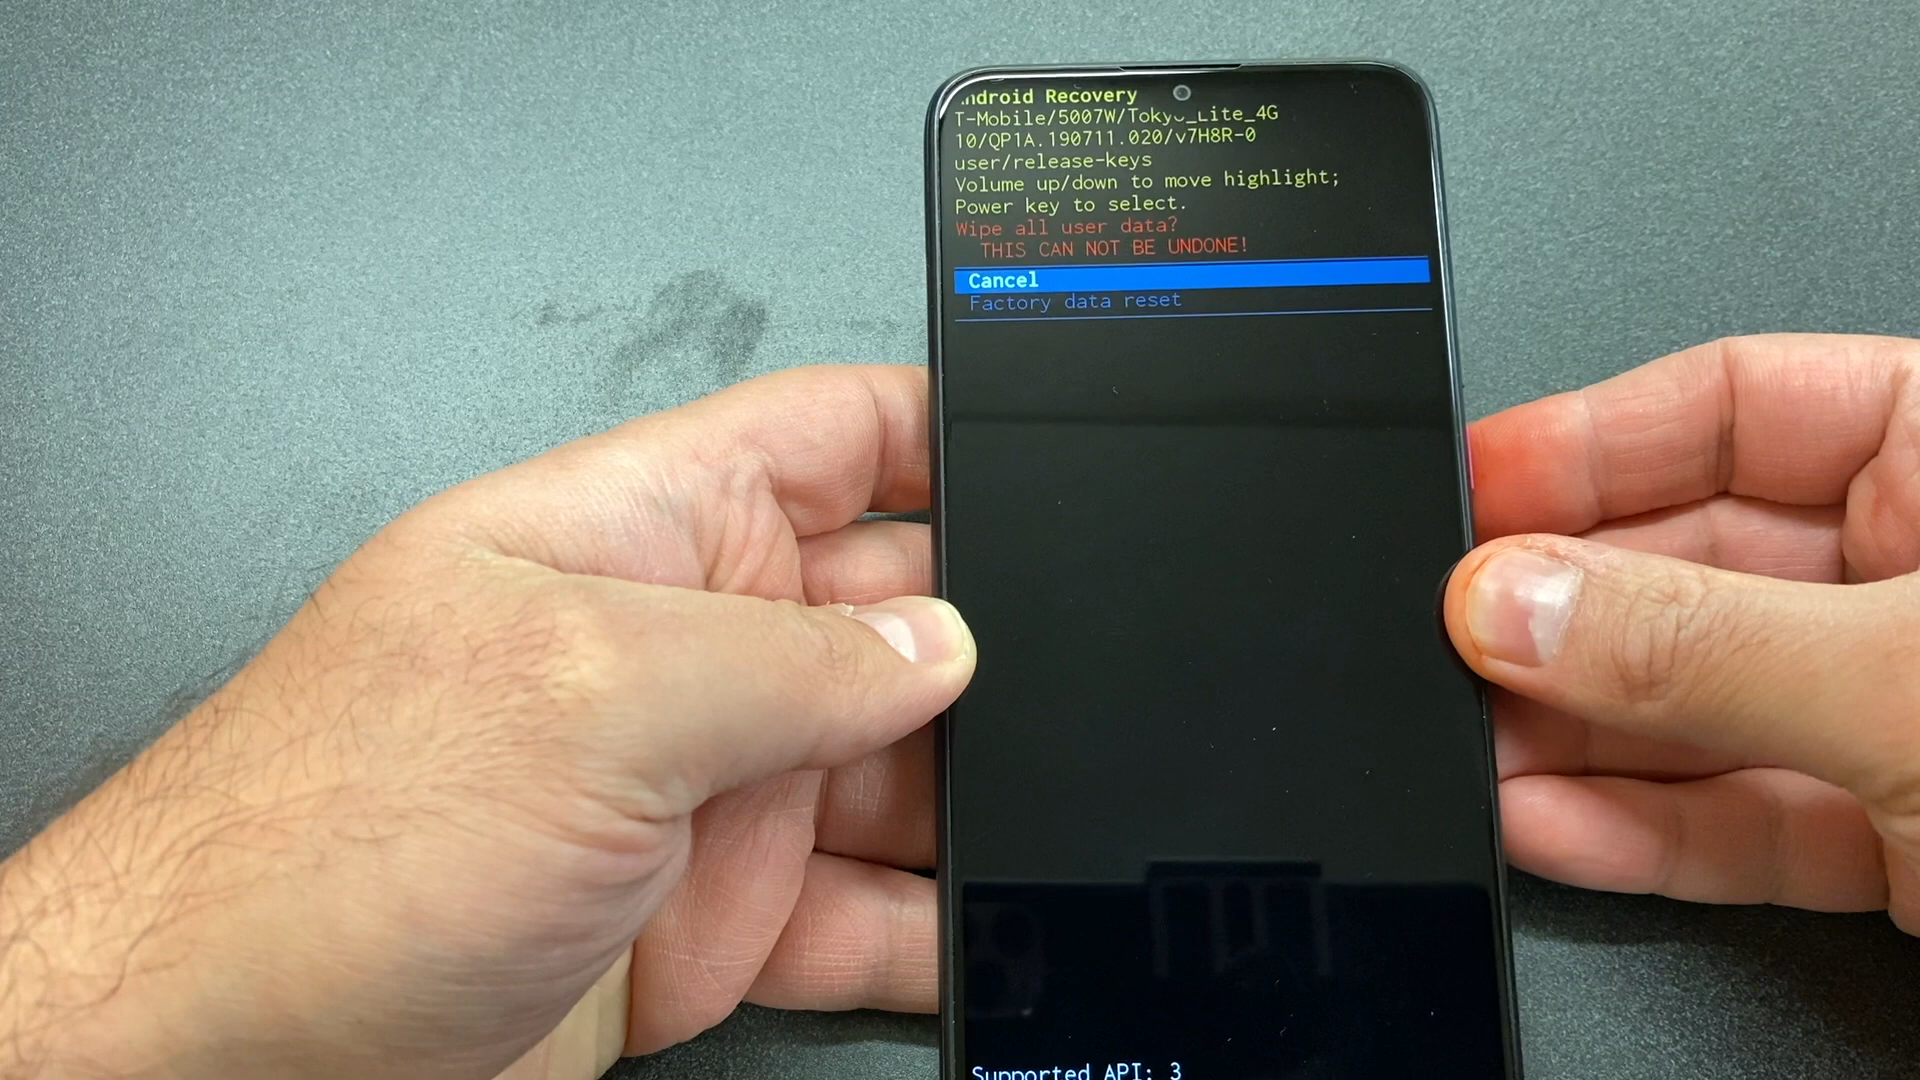 ndroid Recovery
T-Mobile/5007W/Tokyo_Lite_4G
10/QP1A.190711.020/v7H8R-0
user/release-keys
Volume up/down to move highlight;
Power key to select.
Wipe all user data?
THIS CAN NOT BE UNDONE!
Cancel
Factory data reset
Supported API: 3